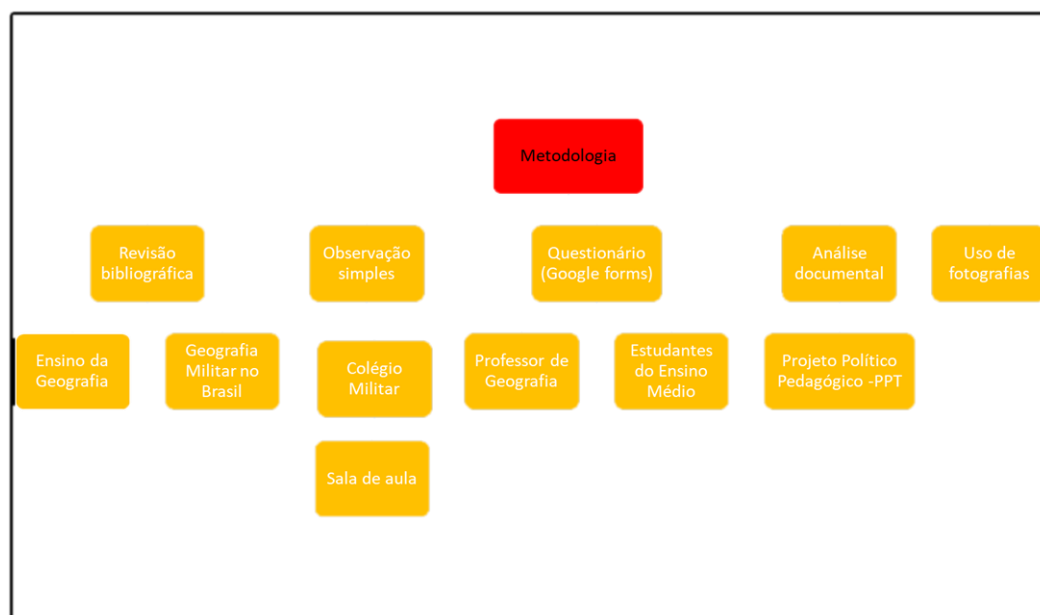 Metodologia
Revisão
bibliográfica
Observação
simples
Questionário
(Google forms)
Análise
documental
Uso de
fotografias
Ensino da
Geografia
Geografia
Militar no
Brasil
Colégio
Militar
Professor de
Geografia
Estudantes
do Ensino
Médio
Projeto Político
Pedagógico -PPT
Sala de aula